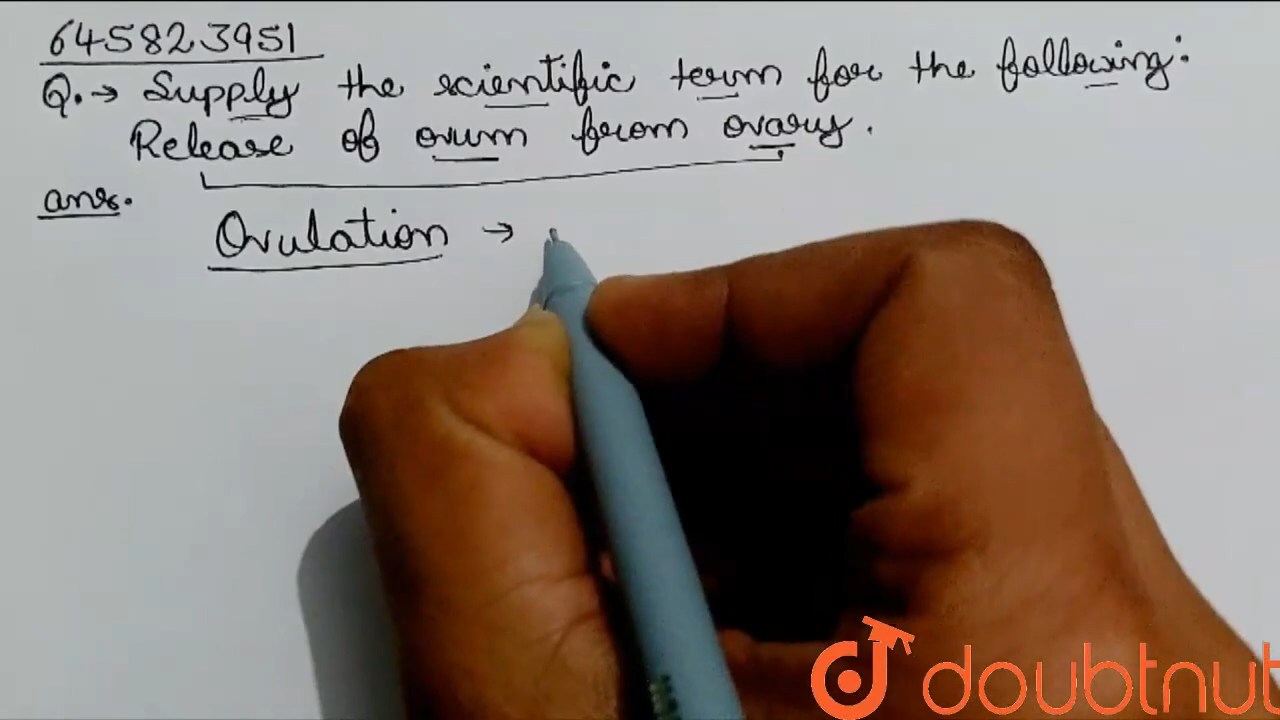 645823951
Q.→ Supply the scientific term for the following:
Release of ovum from ovary.
ans.
Ovulation →
doubtnut